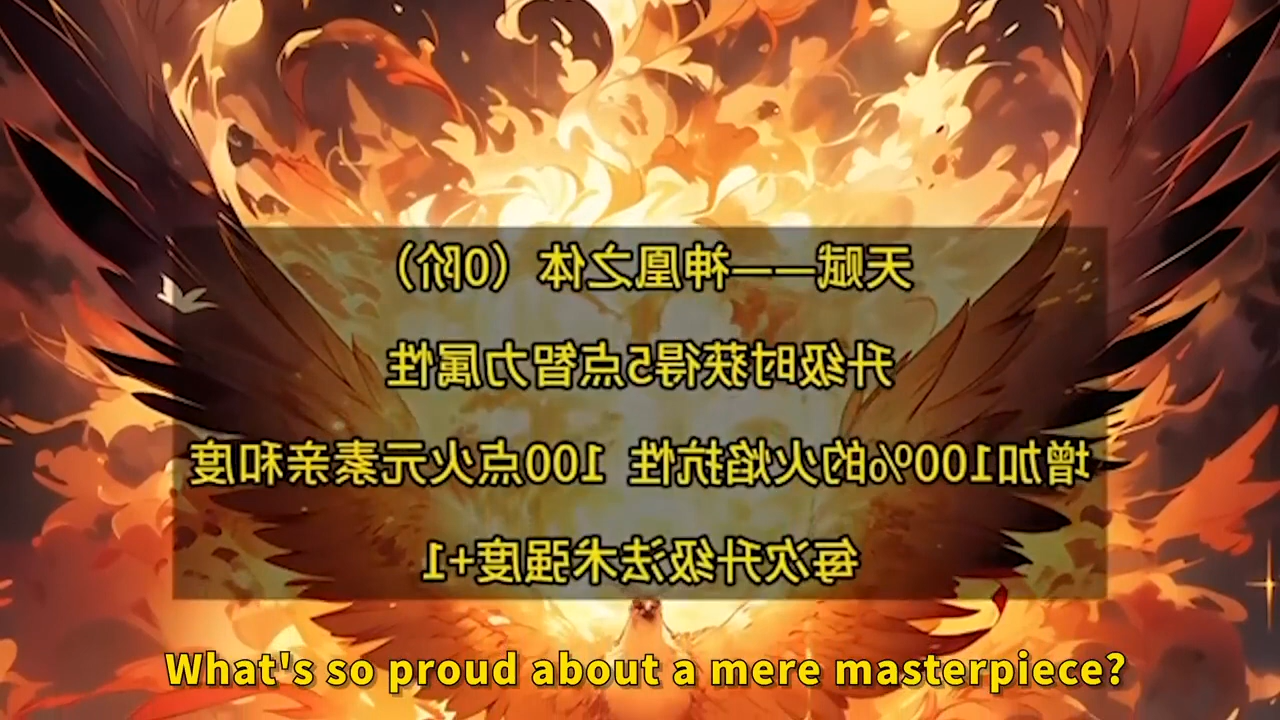 天赋——神凰之体（0阶）
升级时获得5点智力属性
增加100%的火焰抗性 100点火元素亲和度
每次升级法术强度+1
What's so proud about a mere masterpiece?